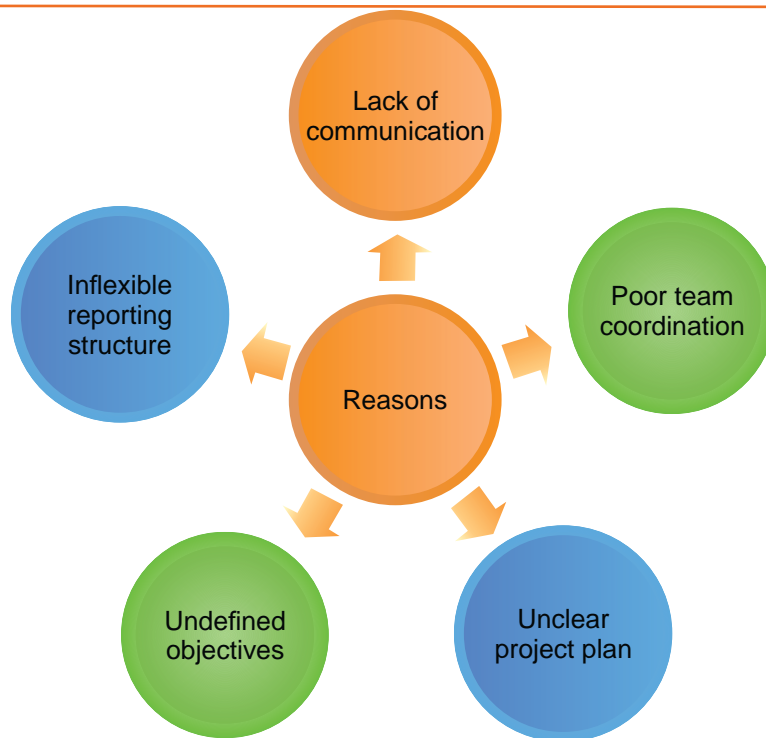 Lack of
communication
Inflexible
reporting
structure
Poor team
coordination
Reasons
Undefined
objectives
Unclear
project plan